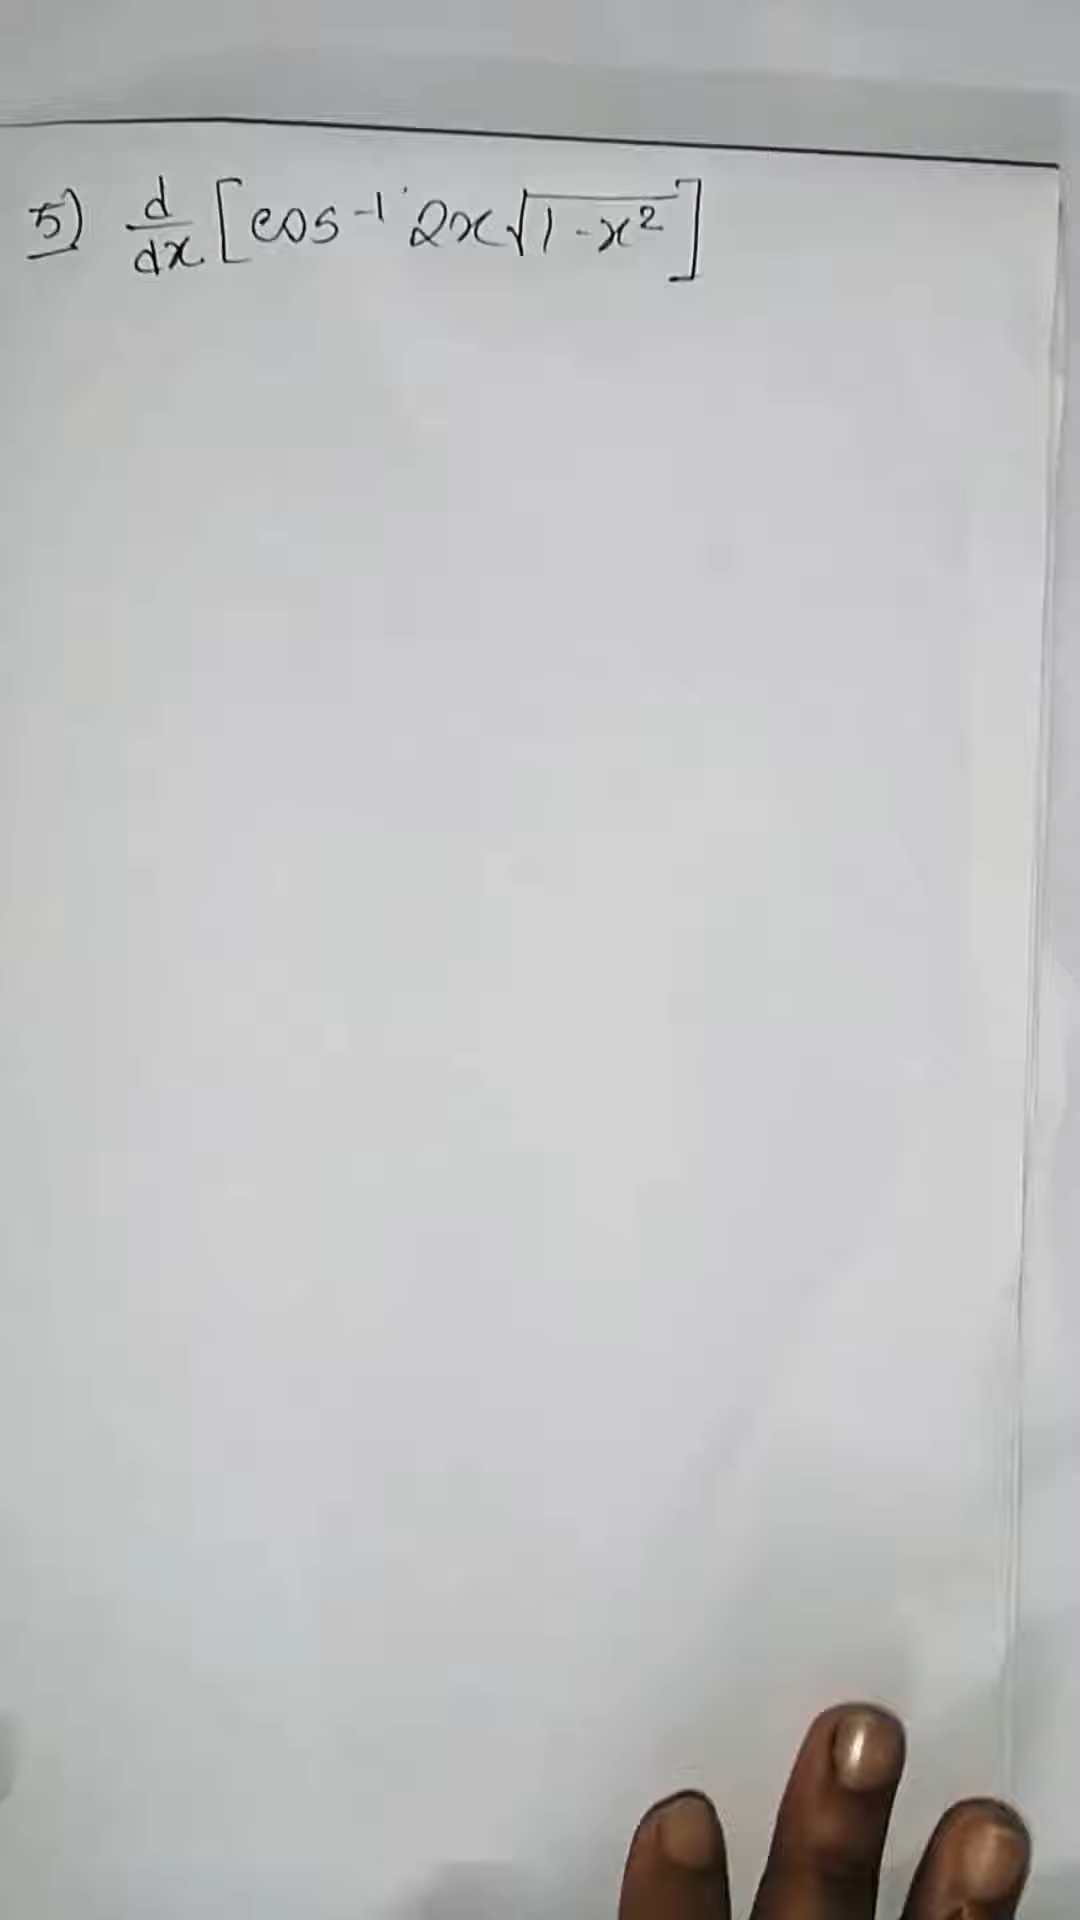 5) d/dx [cos⁻¹ 2x√(1-x²)]